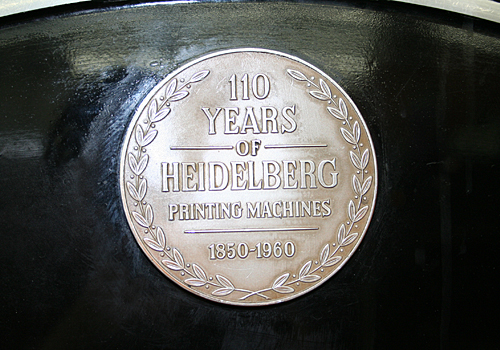 110
YEARS
OF
HEIDELBERG
PRINTING MACHINES
1850-1960